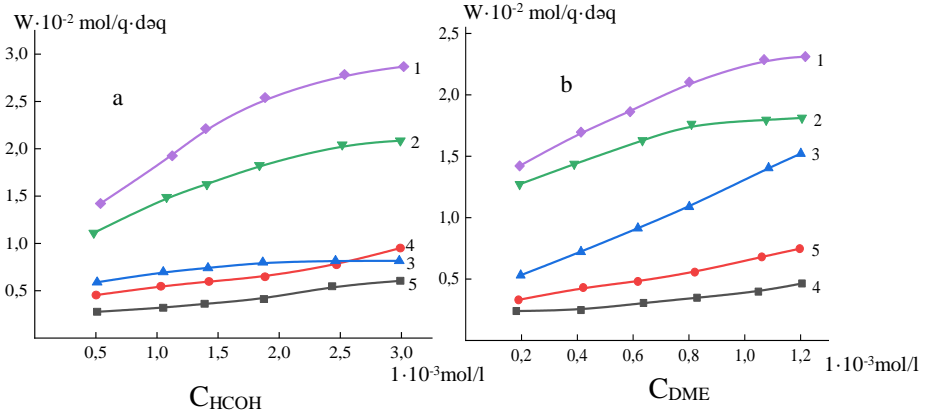 W·10⁻² mol/q·dəq
3,0
2,5
2,0
1,5
1,0
0,5
a
1
2
4
3
5
0,5 1,0 1,5 2,0 2,5 3,0
1·10⁻³mol/l
C_HCOH
W·10⁻² mol/q·dəq
2,5
2,0
1,5
1,0
0,5
b
1
2
3
5
4
0,2 0,4 0,6 0,8 1,0 1,2
1·10⁻³mol/l
C_DME